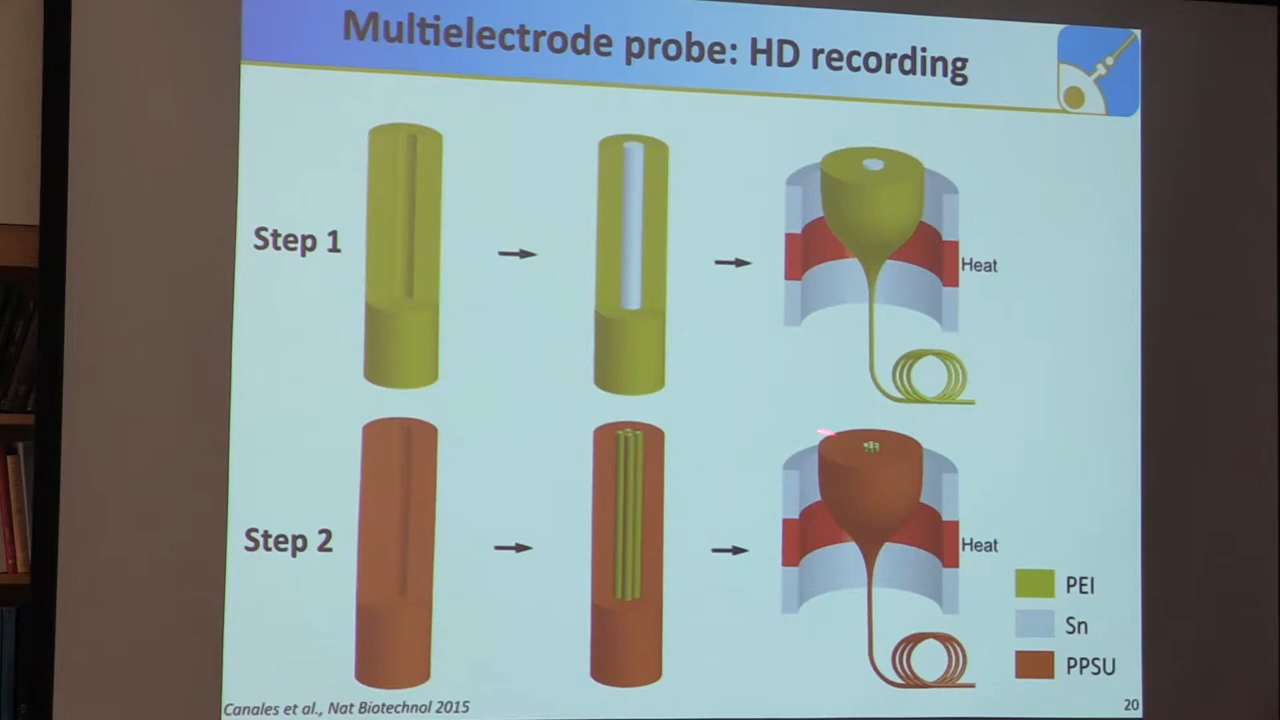 Multielectrode probe: HD recording
Step 1
Heat
Step 2
Heat
PEI
Sn
PPSU
Canales et al., Nat Biotechnol 2015
20